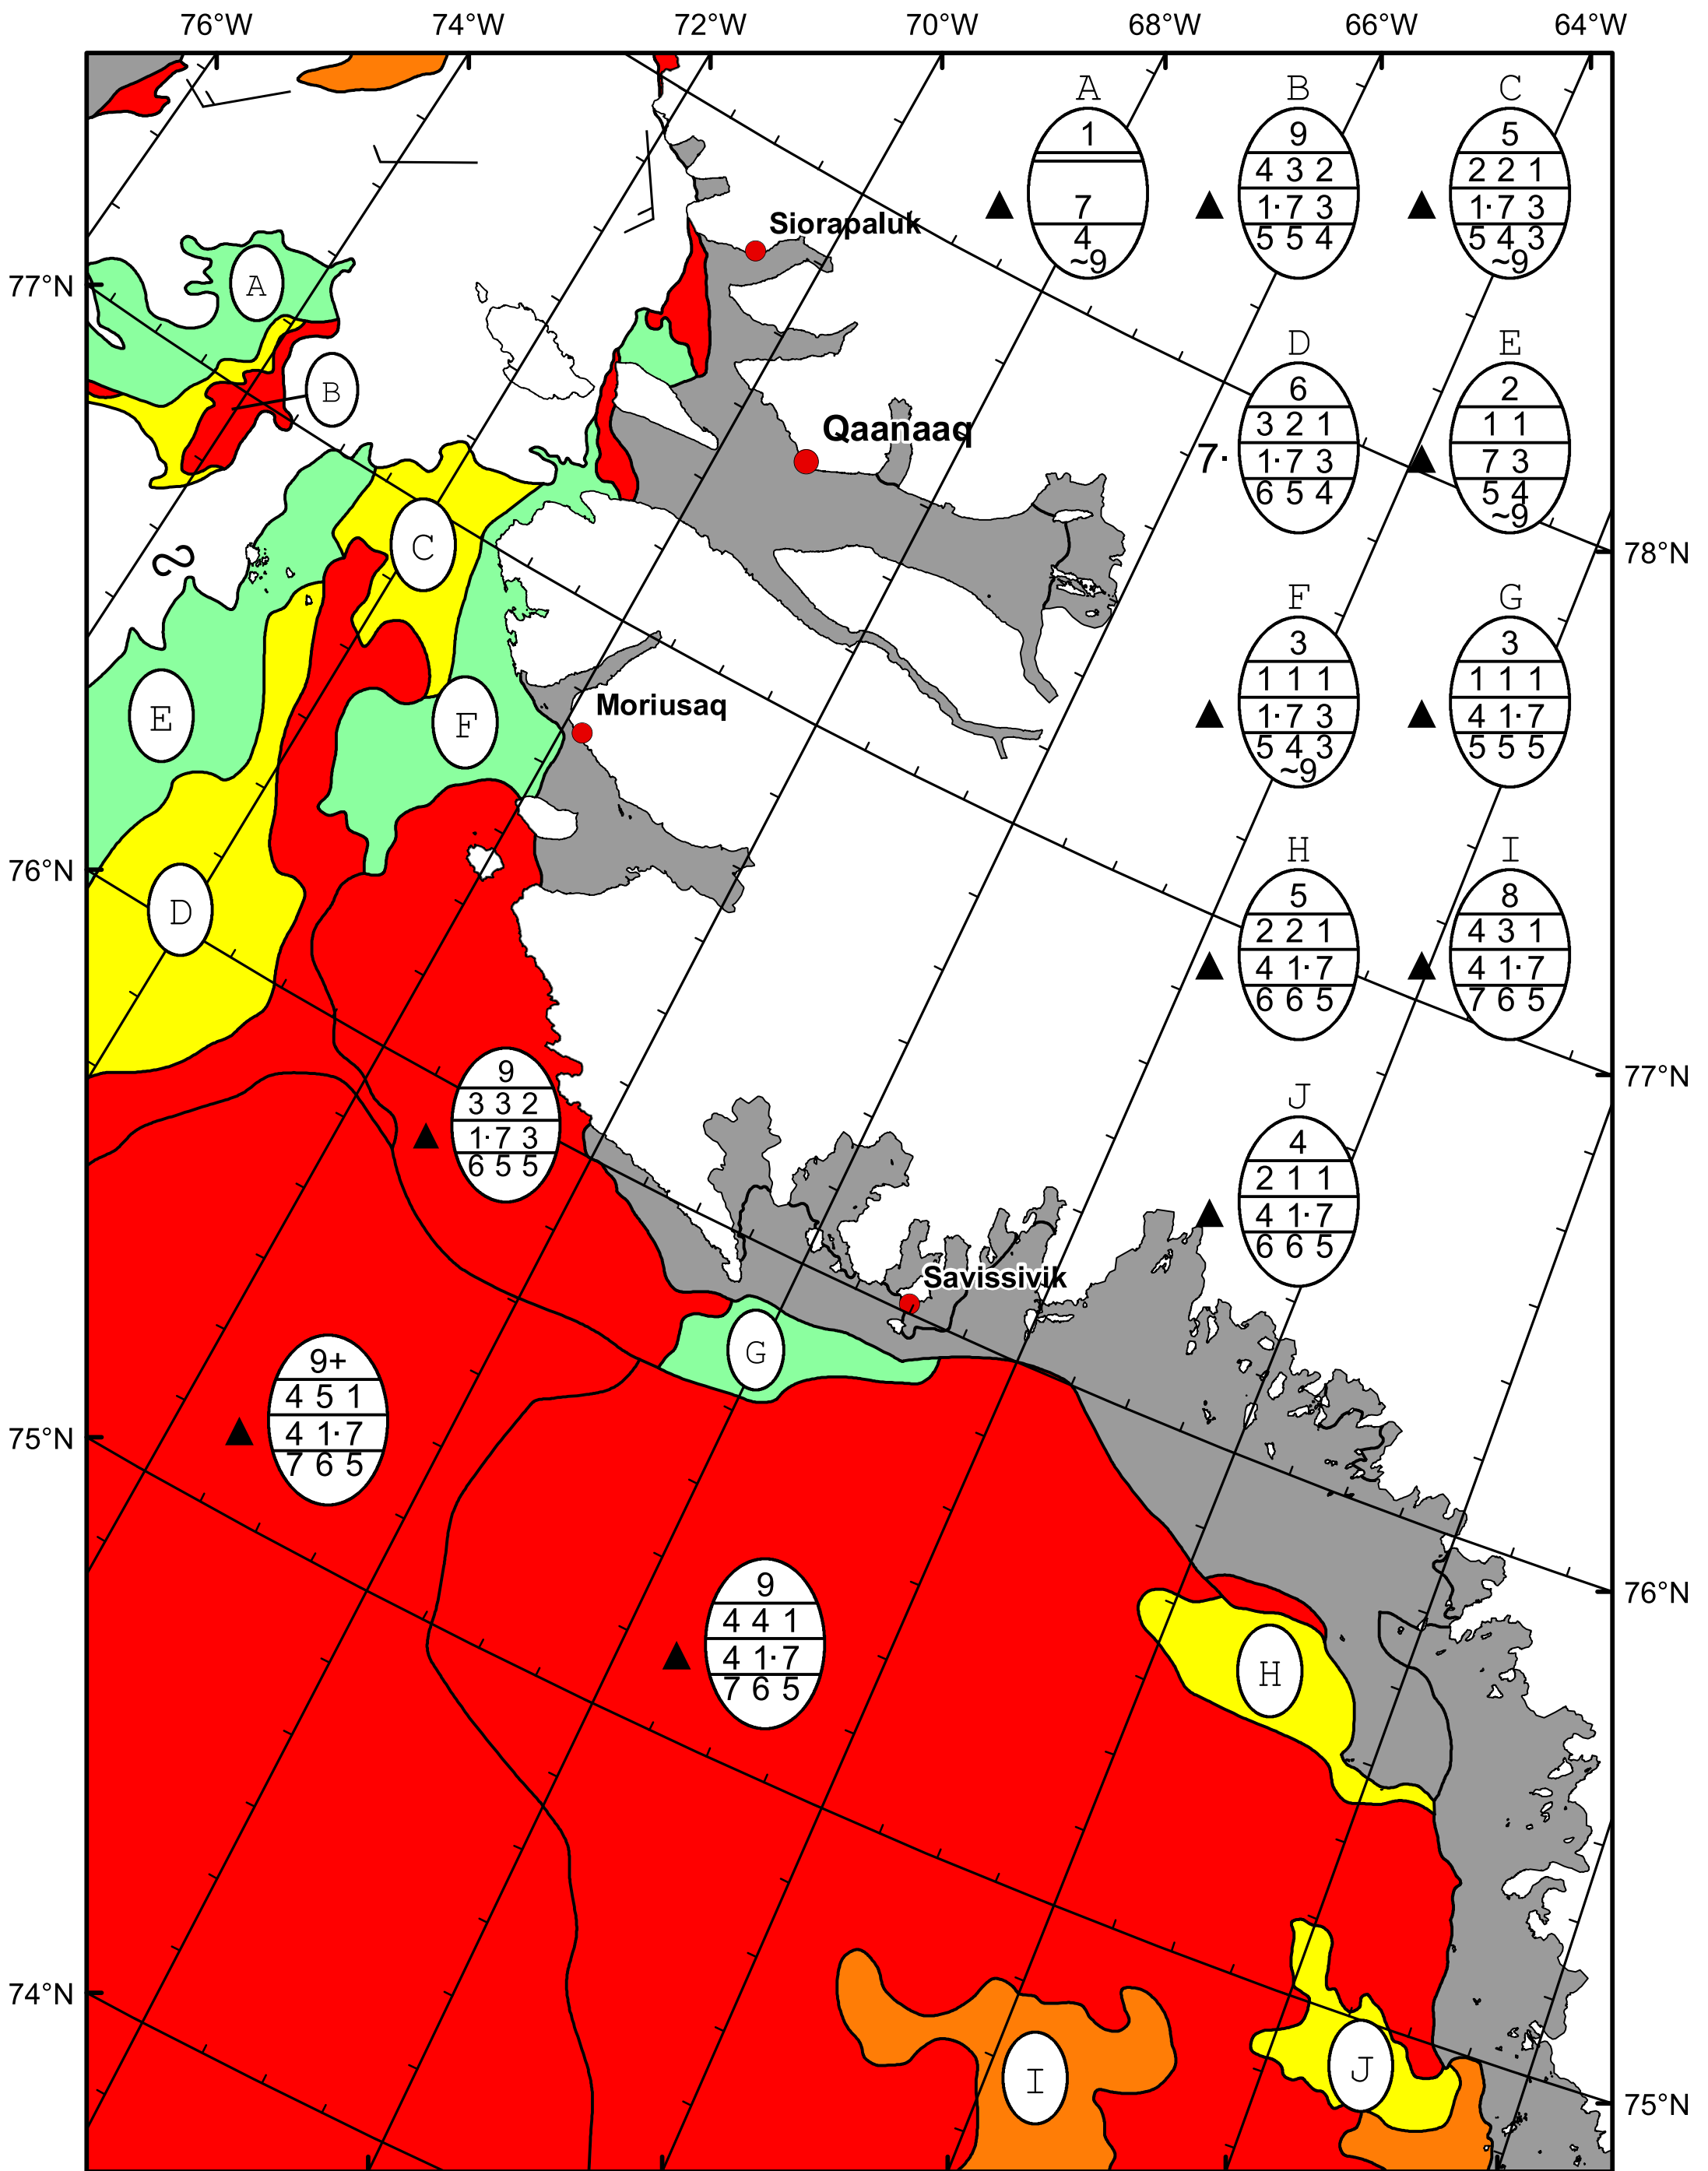 76°W 74°W 72°W 70°W 68°W 66°W 64°W
A B C
1
7
4
~9
9
4 3 2
1· 7 3
5 5 4
5
2 2 1
1· 7 3
5 4 3
~9
Siorapaluk
77°N
A
B
D E
6
3 2 1
7· 1· 7 3
6 5 4
2
1 1
7 3
5 4
~9
Qaanaaq
78°N
C
F G
3
1 1 1
1· 7 3
5 4 3
~9
3
1 1 1
4 1· 7
5 5 5
E
F
Moriusaq
76°N
D
H I
5
2 2 1
4 1· 7
6 6 5
8
4 3 1
4 1· 7
7 6 5
77°N
9
3 3 2
1· 7 3
6 5 5
J
4
2 1 1
4 1· 7
6 6 5
Savissivik
G
9+
4 5 1
4 1· 7
7 6 5
75°N
76°N
9
4 4 1
4 1· 7
7 6 5
H
74°N
I
J
75°N